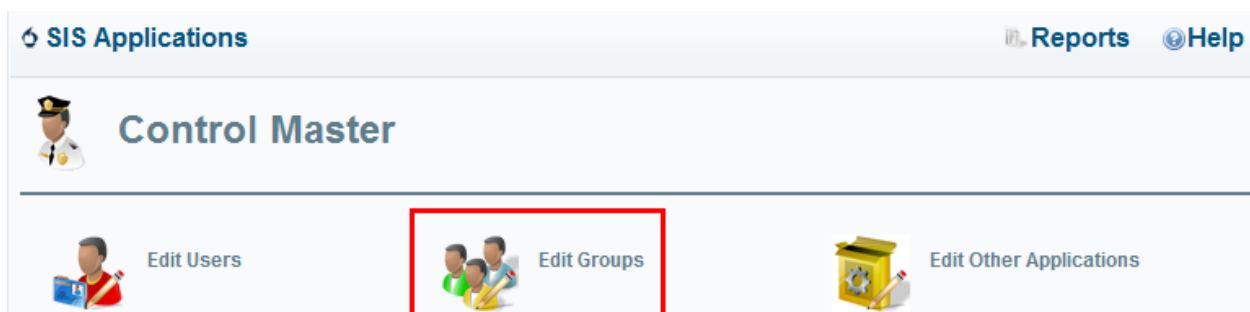 SIS Applications Reports Help
Control Master
Edit Users Edit Groups Edit Other Applications